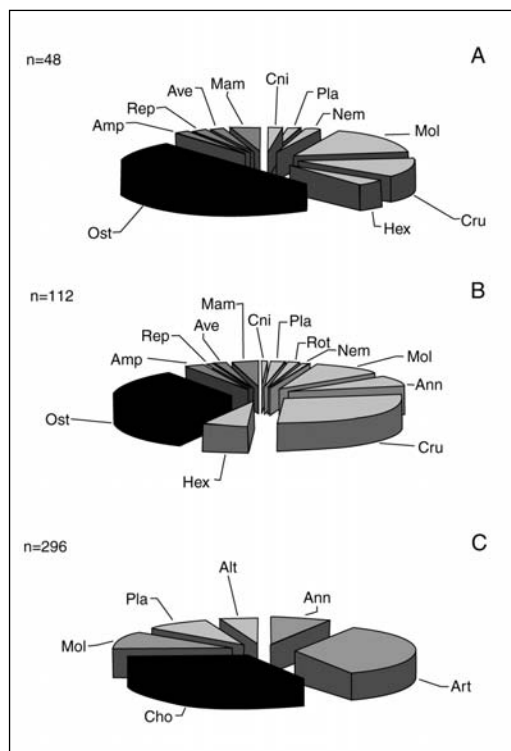 A
n=48
Mam
Cni
Ave
Pla
Rep
Nem
Amp
Mol
Ost
Hex
Cru
B
n=112
Mam
Cni
Ave
Pla
Rep
Rot
Nem
Amp
Mol
Ann
Ost
Cru
Hex
C
n=296
Alt
Ann
Pla
Mol
Art
Cho